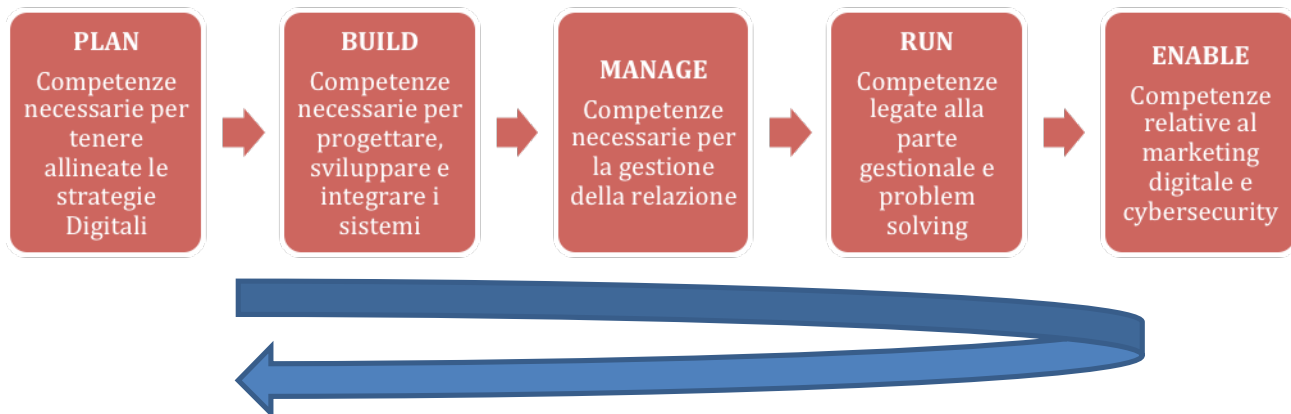 PLAN
Competenze
necessarie per
tenere
allineate le
strategie
Digitali
BUILD
Competenze
necessarie per
progettare,
sviluppare e
integrare i
sistemi
MANAGE
Competenze
necessarie per
la gestione
della relazione
RUN
Competenze
legate alla
parte
gestionale e
problem
solving
ENABLE
Competenze
relative al
marketing
digitale e
cybersecurity